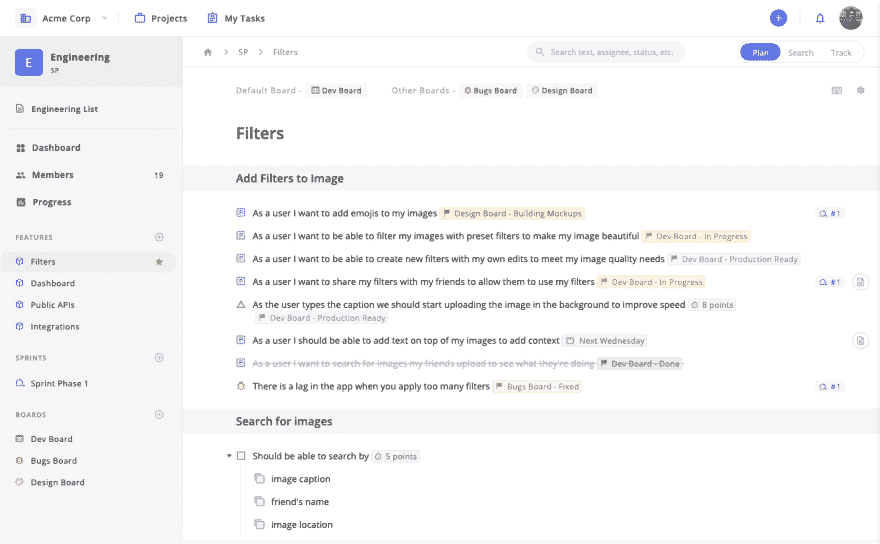 Acme Corp Projects My Tasks
E Engineering
SP
Engineering List
Dashboard
Members 19
Progress
FEATURES
Filters
Dashboard
Public APIs
Integrations
SPRINTS
Sprint Phase 1
BOARDS
Dev Board
Bugs Board
Design Board
SP Filters Search text, assignee, status, etc. Plan Search Track
Default Board - Dev Board Other Boards - Bugs Board Design Board
Filters
Add Filters to Image
As a user I want to add emojis to my images Design Board - Building Mockups #1
As a user I want to be able to filter my images with preset filters to make my image beautiful Dev Board - In Progress
As a user I want to be able to create new filters with my own edits to meet my image quality needs Dev Board - Production Ready
As a user I want to share my filters with my friends to allow them to use my filters Dev Board - In Progress #1
As the user types the caption we should start uploading the image in the background to improve speed 8 points
Dev Board - Production Ready
As a user I should be able to add text on top of my images to add context Next Wednesday
As a user I want to search for images my friends upload to see what they're doing Dev Board - Done
There is a lag in the app when you apply too many filters Bugs Board - Fixed #1
Search for images
Should be able to search by 5 points
image caption
friend's name
image location